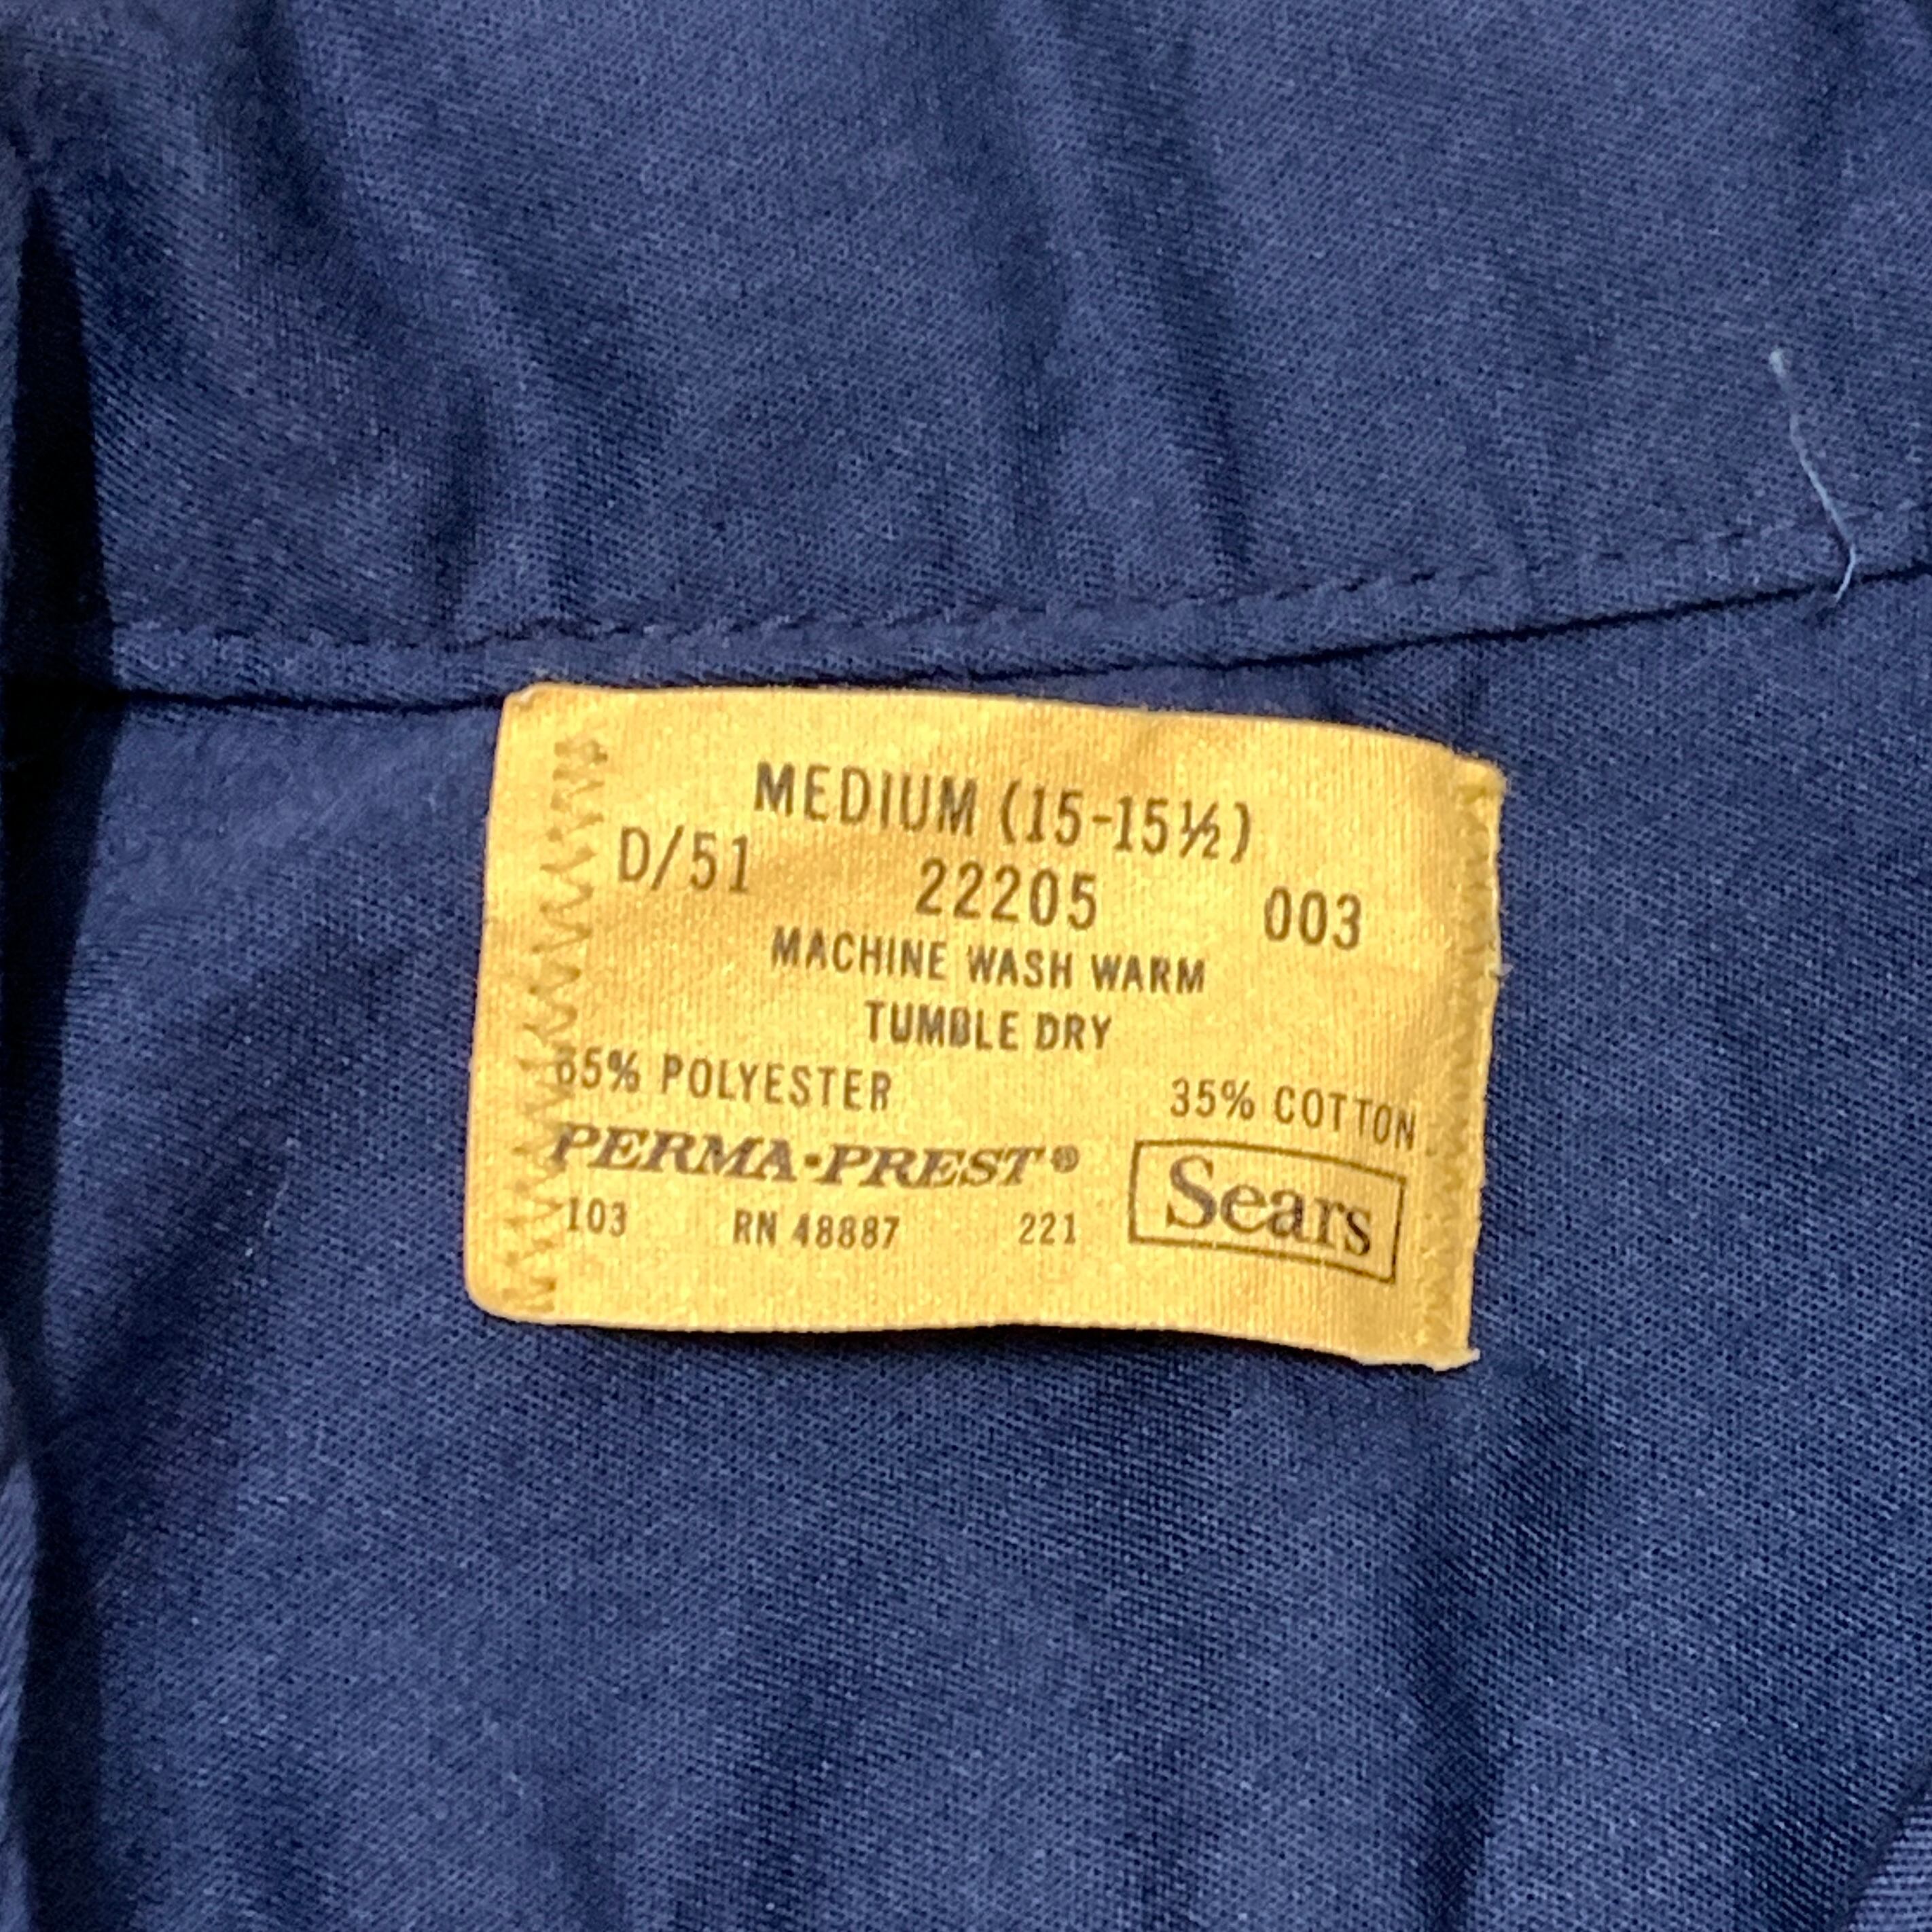 MEDIUM (15-15½)
D/51 22205 003
MACHINE WASH WARM
TUMBLE DRY
65% POLYESTER 35% COTTON
PERMA·PREST® Sears
103 RN 48887 221